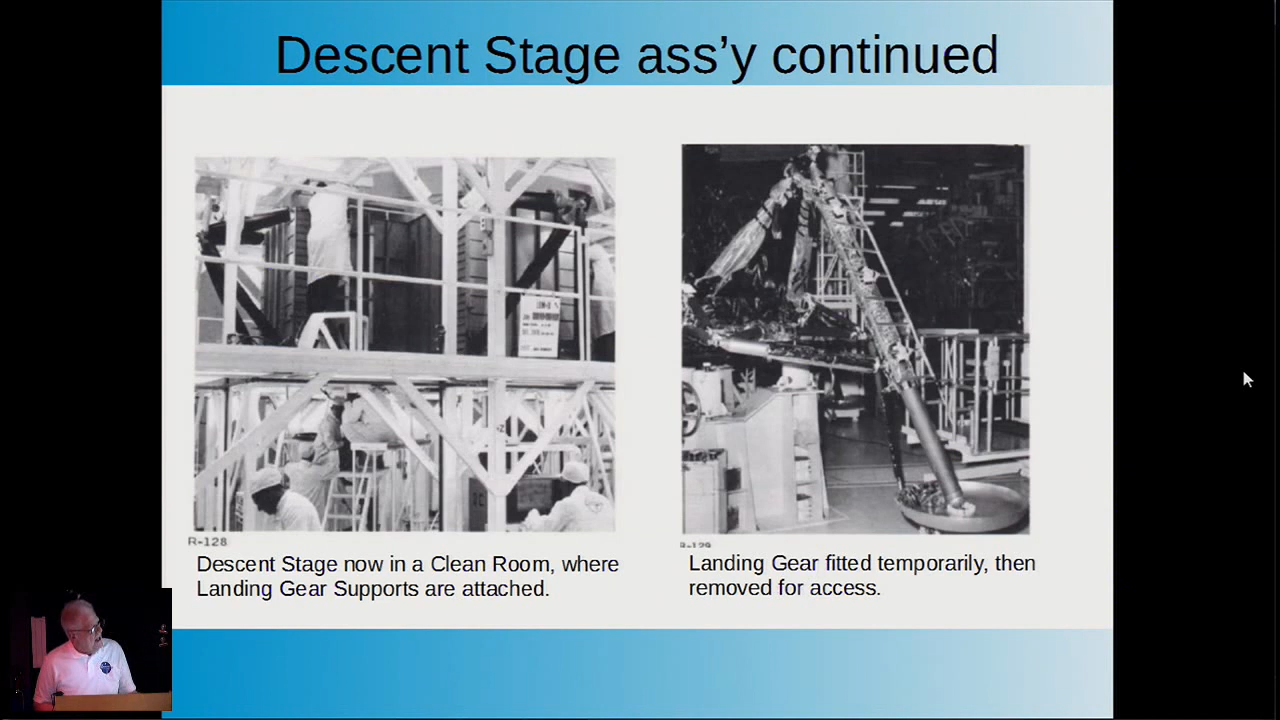 Descent Stage ass’y continued
R-128
Descent Stage now in a Clean Room, where
Landing Gear Supports are attached.
R-129
Landing Gear fitted temporarily, then
removed for access.